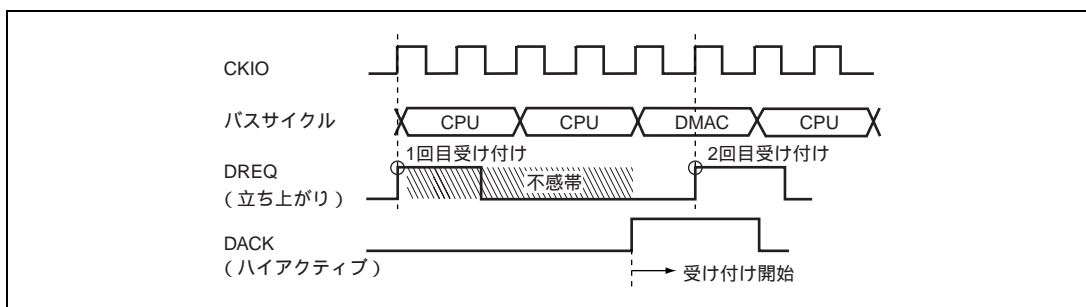 CKIO
バスサイクル
CPU
CPU
DMAC
CPU
1回目受け付け
2回目受け付け
DREQ
(立ち上がり)
不感帯
DACK
(ハイアクティブ)
受け付け開始